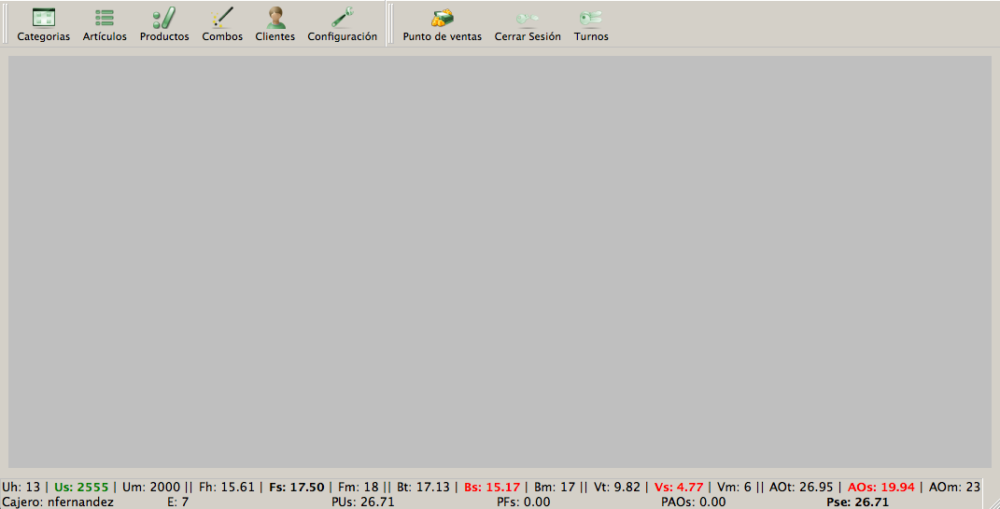 Categorias Artículos Productos Combos Clientes Configuración Punto de ventas Cerrar Sesión Turnos
Uh: 13 | Us: 2555 | Um: 2000 || Fh: 15.61 | Fs: 17.50 | Fm: 18 || Bt: 17.13 | Bs: 15.17 | Bm: 17 || Vt: 9.82 | Vs: 4.77 | Vm: 6 || AOt: 26.95 | AOs: 19.94 | AOm: 23
Cajero: nfernandez E: 7 PUs: 26.71 PFs: 0.00 PAOs: 0.00 Pse: 26.71